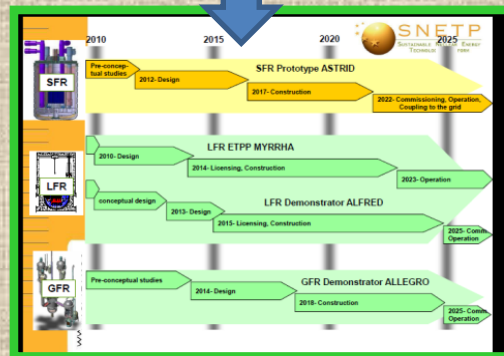 SNETP
SUSTAINABLE NUCLEAR ENERGY
2010
2015
2020
2025
Pre-concep-
tual studies
SFR Prototype ASTRID
SFR
2012- Design
2017- Construction
2022- Commissioning, Operation,
Coupling to the grid
LFR ETPP MYRRHA
2010- Design
2014- Licensing, Construction
2023- Operation
LFR
conceptual design
LFR Demonstrator ALFRED
2013- Design
2015- Licensing, Construction
2025- Comm.
Operation
Pre-conceptual studies
GFR Demonstrator ALLEGRO
GFR
2014- Design
2018- Construction
2025- Comm.
Operation